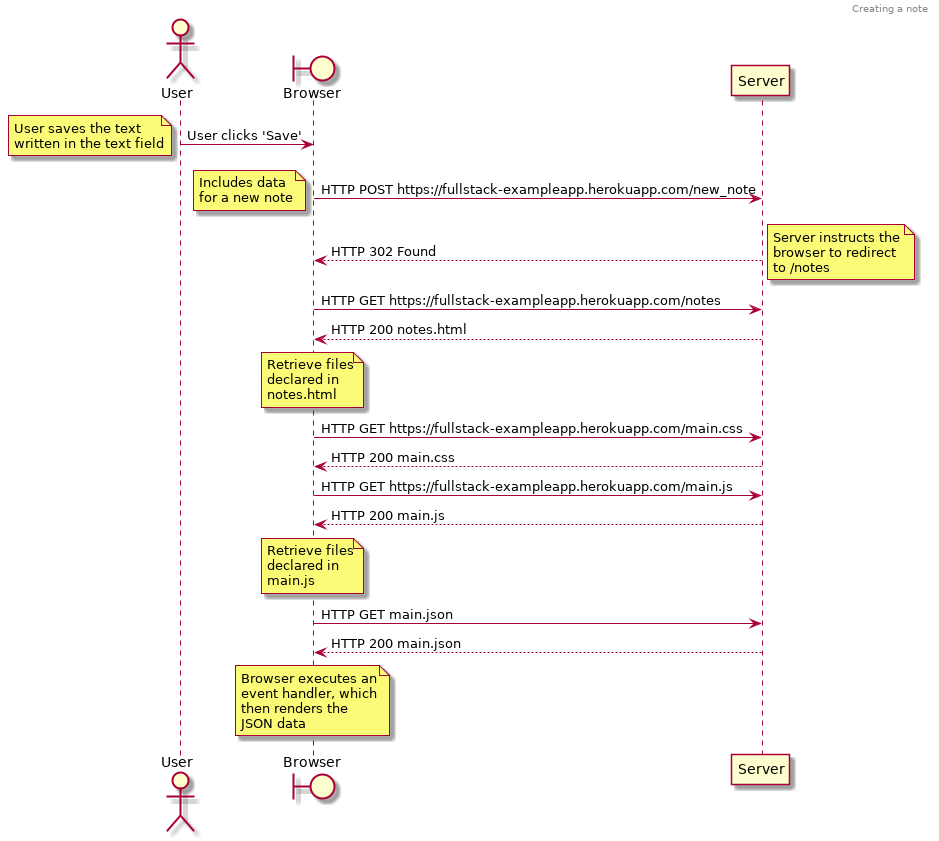 Creating a note
User
Browser
Server
User saves the text
written in the text field
User clicks 'Save'
Includes data
for a new note
HTTP POST https://fullstack-exampleapp.herokuapp.com/new_note
Server instructs the
browser to redirect
to /notes
HTTP 302 Found
HTTP GET https://fullstack-exampleapp.herokuapp.com/notes
HTTP 200 notes.html
Retrieve files
declared in
notes.html
HTTP GET https://fullstack-exampleapp.herokuapp.com/main.css
HTTP 200 main.css
HTTP GET https://fullstack-exampleapp.herokuapp.com/main.js
HTTP 200 main.js
Retrieve files
declared in
main.js
HTTP GET main.json
HTTP 200 main.json
Browser executes an
event handler, which
then renders the
JSON data
User
Browser
Server